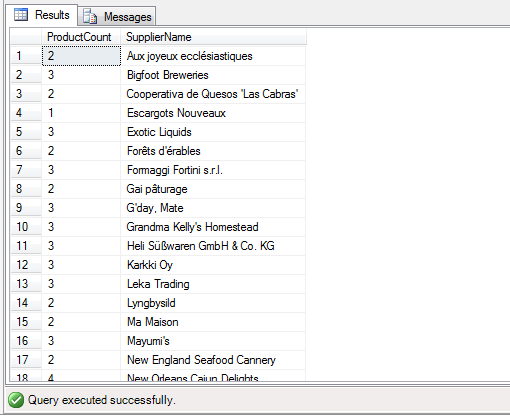 Results Messages
ProductCount SupplierName
1 2 Aux joyeux ecclésiastiques
2 3 Bigfoot Breweries
3 2 Cooperativa de Quesos 'Las Cabras'
4 1 Escargots Nouveaux
5 3 Exotic Liquids
6 2 Forêts d'érables
7 3 Formaggi Fortini s.r.l.
8 2 Gai pâturage
9 3 G'day, Mate
10 3 Grandma Kelly's Homestead
11 3 Heli Süßwaren GmbH & Co. KG
12 3 Karkki Oy
13 3 Leka Trading
14 2 Lyngbysild
15 2 Ma Maison
16 3 Mayumi's
17 2 New England Seafood Cannery
18 4 New Orleans Cajun Delights
Query executed successfully.